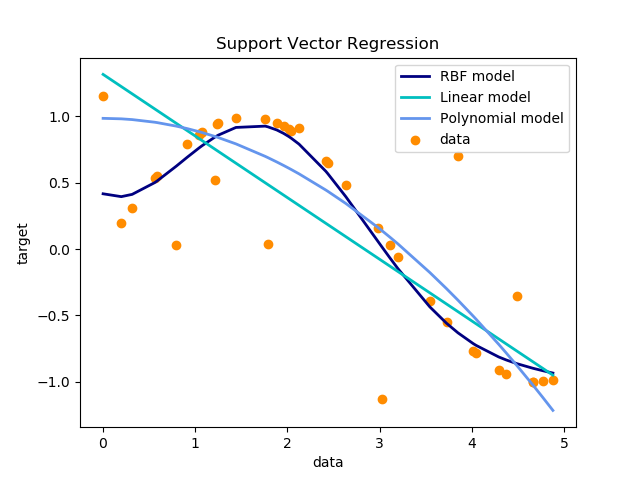 Support Vector Regression
RBF model
Linear model
Polynomial model
data
target
1.0
0.5
0.0
−0.5
−1.0
0 1 2 3 4 5
data